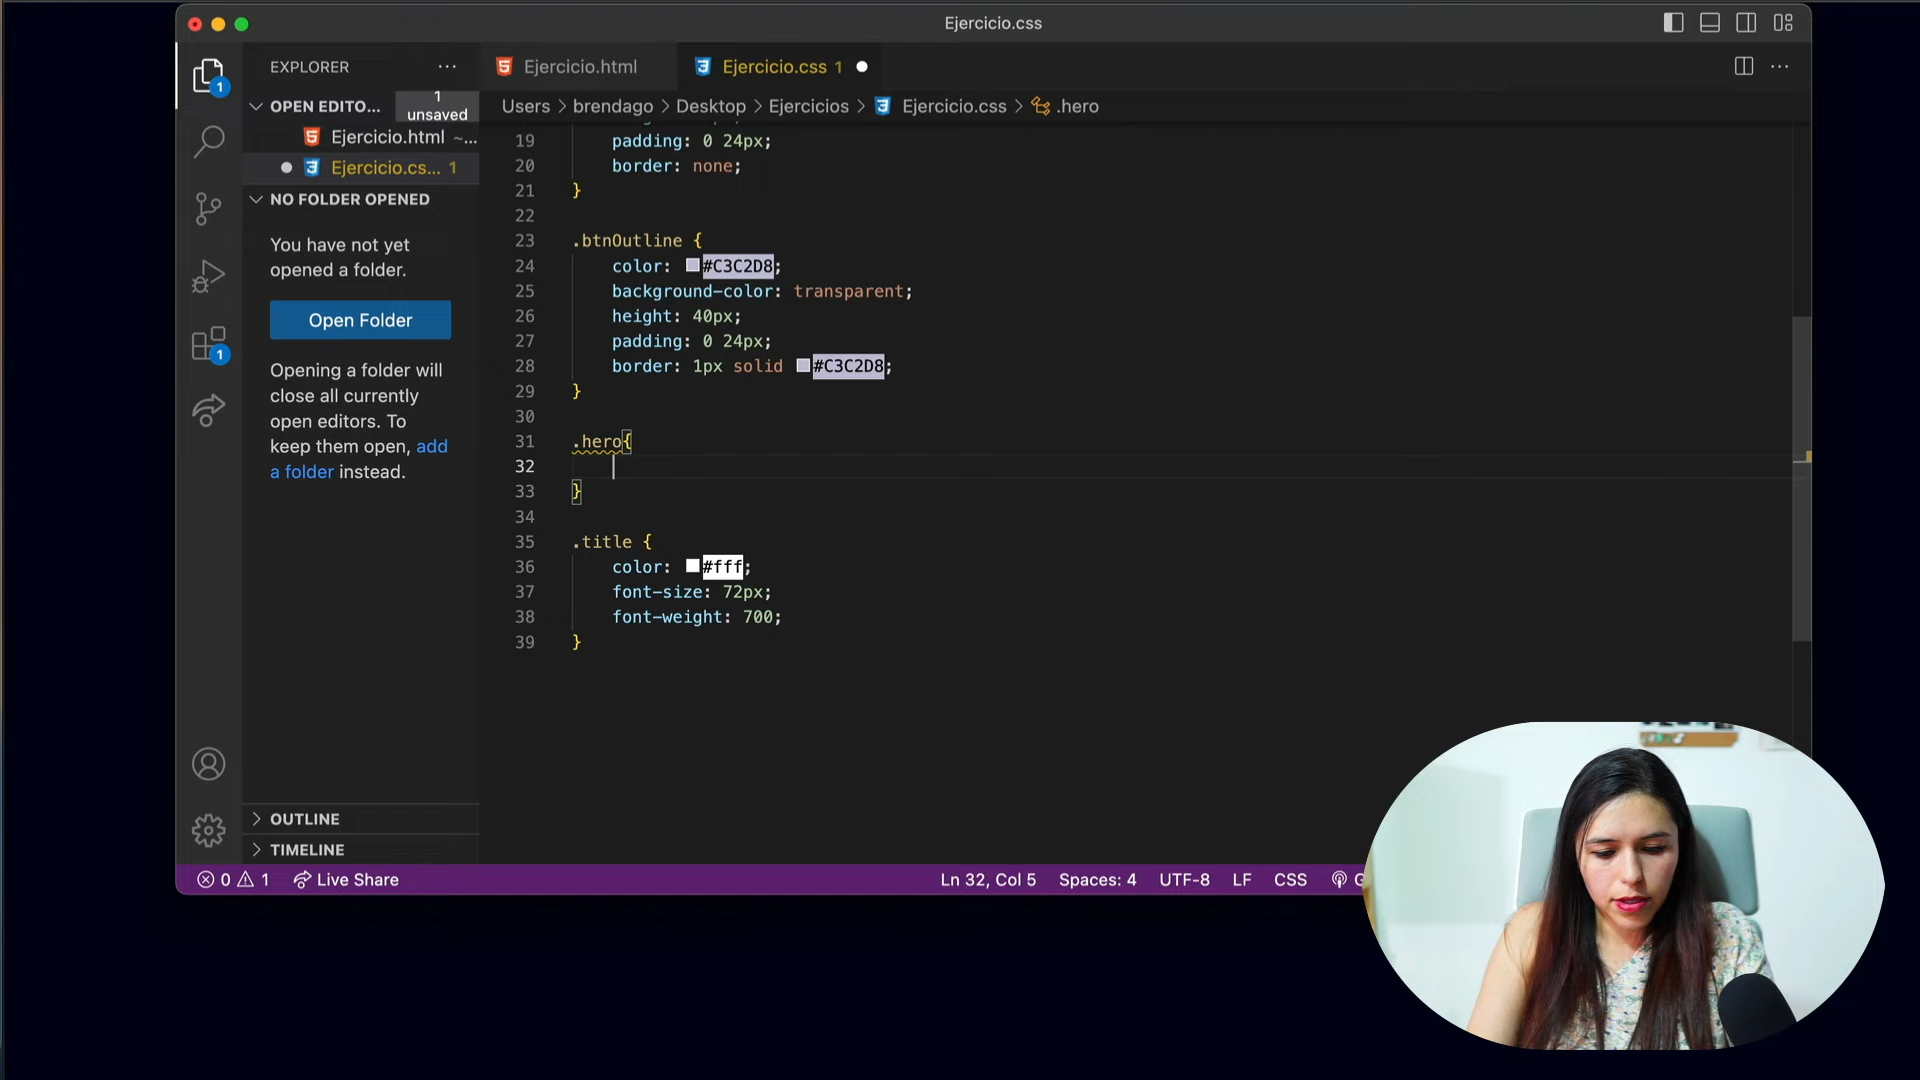 Ejercicio.css
EXPLORER
Ejercicio.html
Ejercicio.css 1
1
OPEN EDITO...
1 unsaved
Users > brendago > Desktop > Ejercicios > Ejercicio.css > .hero
Ejercicio.html ~...
Ejercicio.cs... 1
NO FOLDER OPENED
You have not yet
opened a folder.
Open Folder
Opening a folder will
close all currently
open editors. To
keep them open, add
a folder instead.
1
19 padding: 0 24px;
20 border: none;
21 }
22
23 .btnOutline {
24 color: #C3C2D8;
25 background-color: transparent;
26 height: 40px;
27 padding: 0 24px;
28 border: 1px solid #C3C2D8;
29 }
30
31 .hero{
32
33 }
34
35 .title {
36 color: #fff;
37 font-size: 72px;
38 font-weight: 700;
39 }
OUTLINE
TIMELINE
0 1 Live Share
Ln 32, Col 5 Spaces: 4 UTF-8 LF CSS